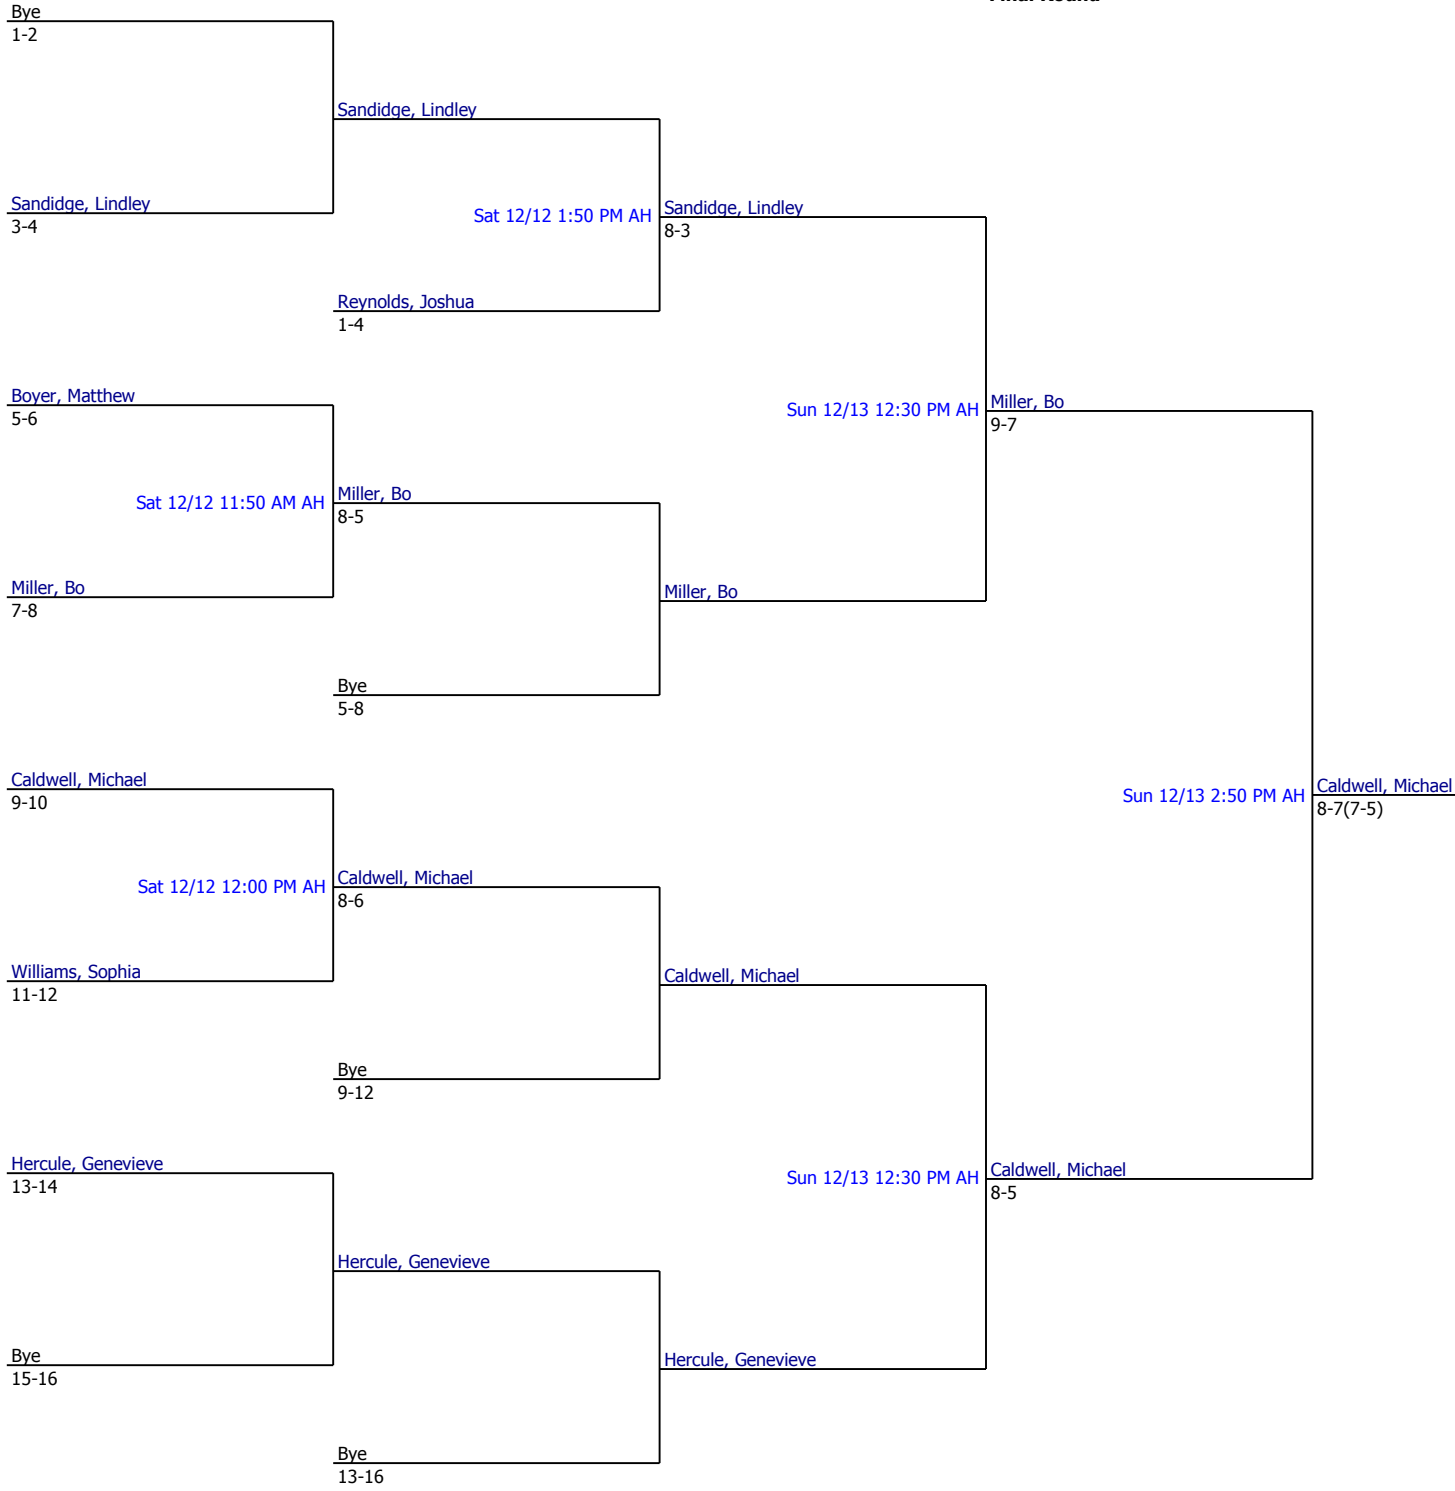 Final Round
Bye
1-2
Sandidge, Lindley
Sandidge, Lindley
3-4
Sat 12/12 1:50 PM AH
Sandidge, Lindley
8-3
Reynolds, Joshua
1-4
Boyer, Matthew
5-6
Sun 12/13 12:30 PM AH
Miller, Bo
9-7
Sat 12/12 11:50 AM AH
Miller, Bo
8-5
Miller, Bo
7-8
Miller, Bo
Bye
5-8
Caldwell, Michael
9-10
Sun 12/13 2:50 PM AH
Caldwell, Michael
8-7(7-5)
Sat 12/12 12:00 PM AH
Caldwell, Michael
8-6
Williams, Sophia
11-12
Caldwell, Michael
Bye
9-12
Hercule, Genevieve
13-14
Sun 12/13 12:30 PM AH
Caldwell, Michael
8-5
Hercule, Genevieve
Bye
15-16
Hercule, Genevieve
Bye
13-16